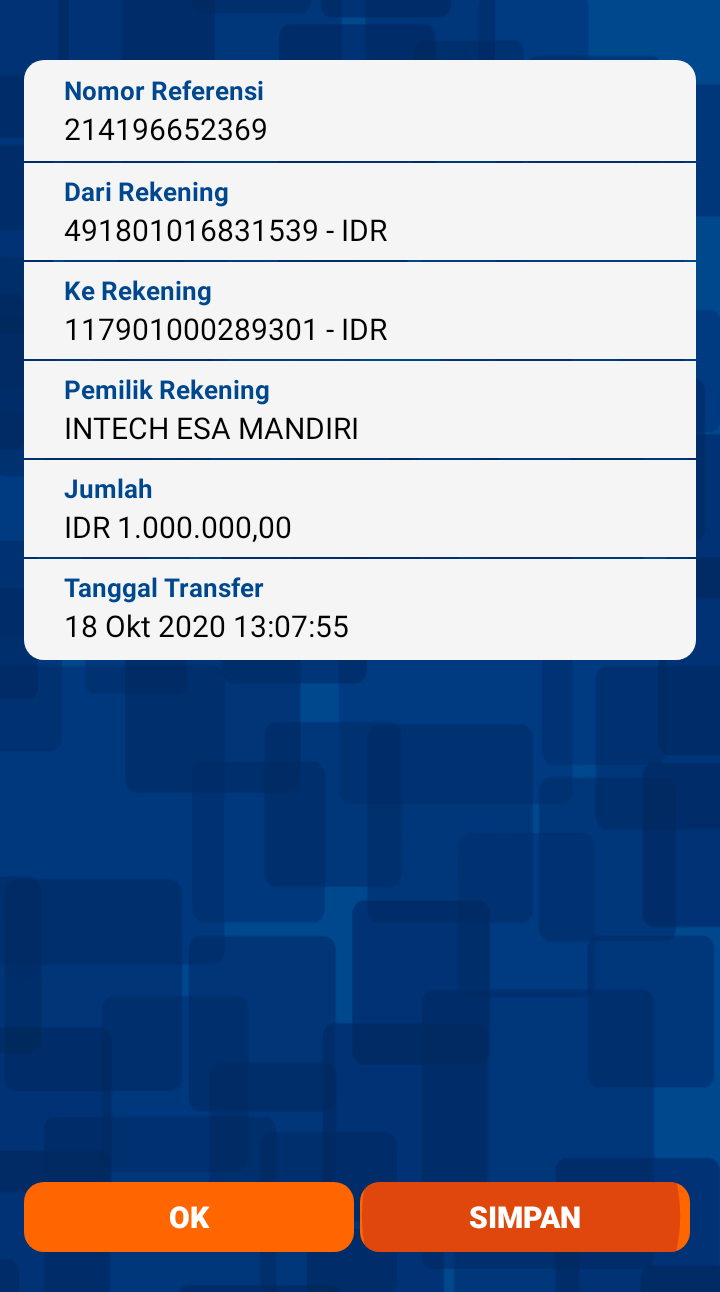 Nomor Referensi
214196652369
Dari Rekening
491801016831539 - IDR
Ke Rekening
117901000289301 - IDR
Pemilik Rekening
INTECH ESA MANDIRI
Jumlah
IDR 1.000.000,00
Tanggal Transfer
18 Okt 2020 13:07:55
OK
SIMPAN